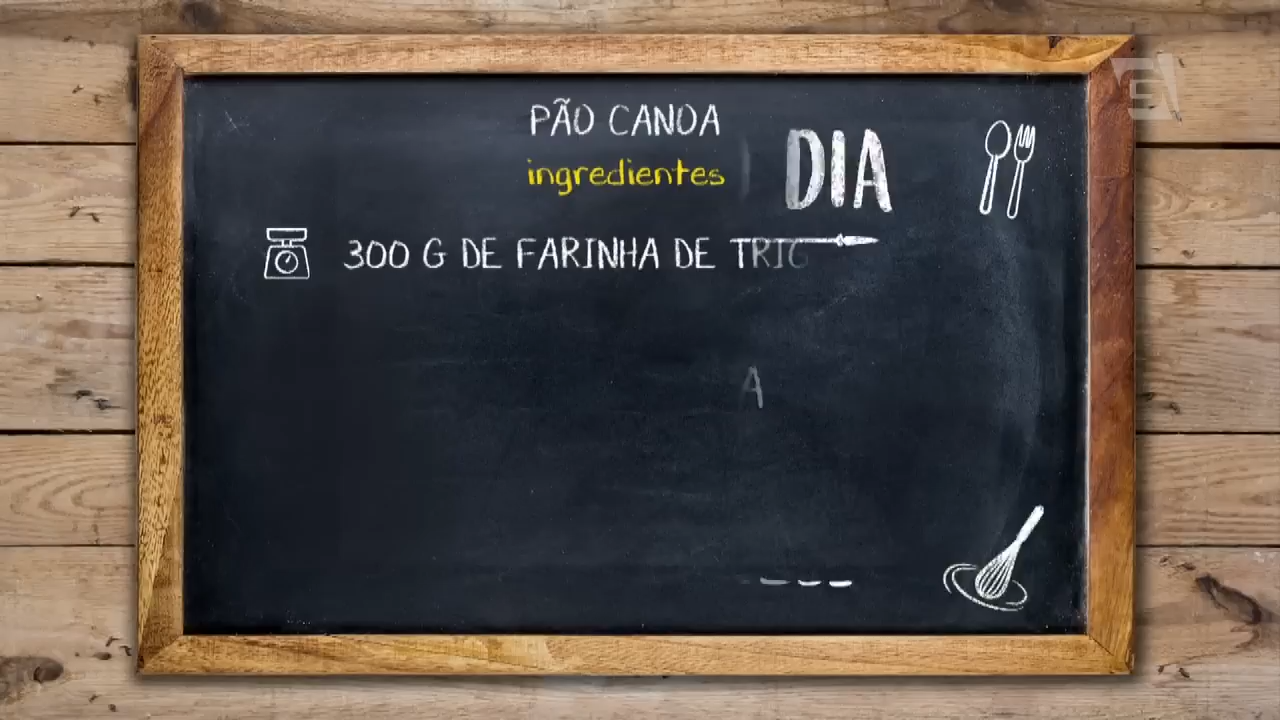 PÃO CANOA
ingredientes
DIA
300 G DE FARINHA DE TRIG
A